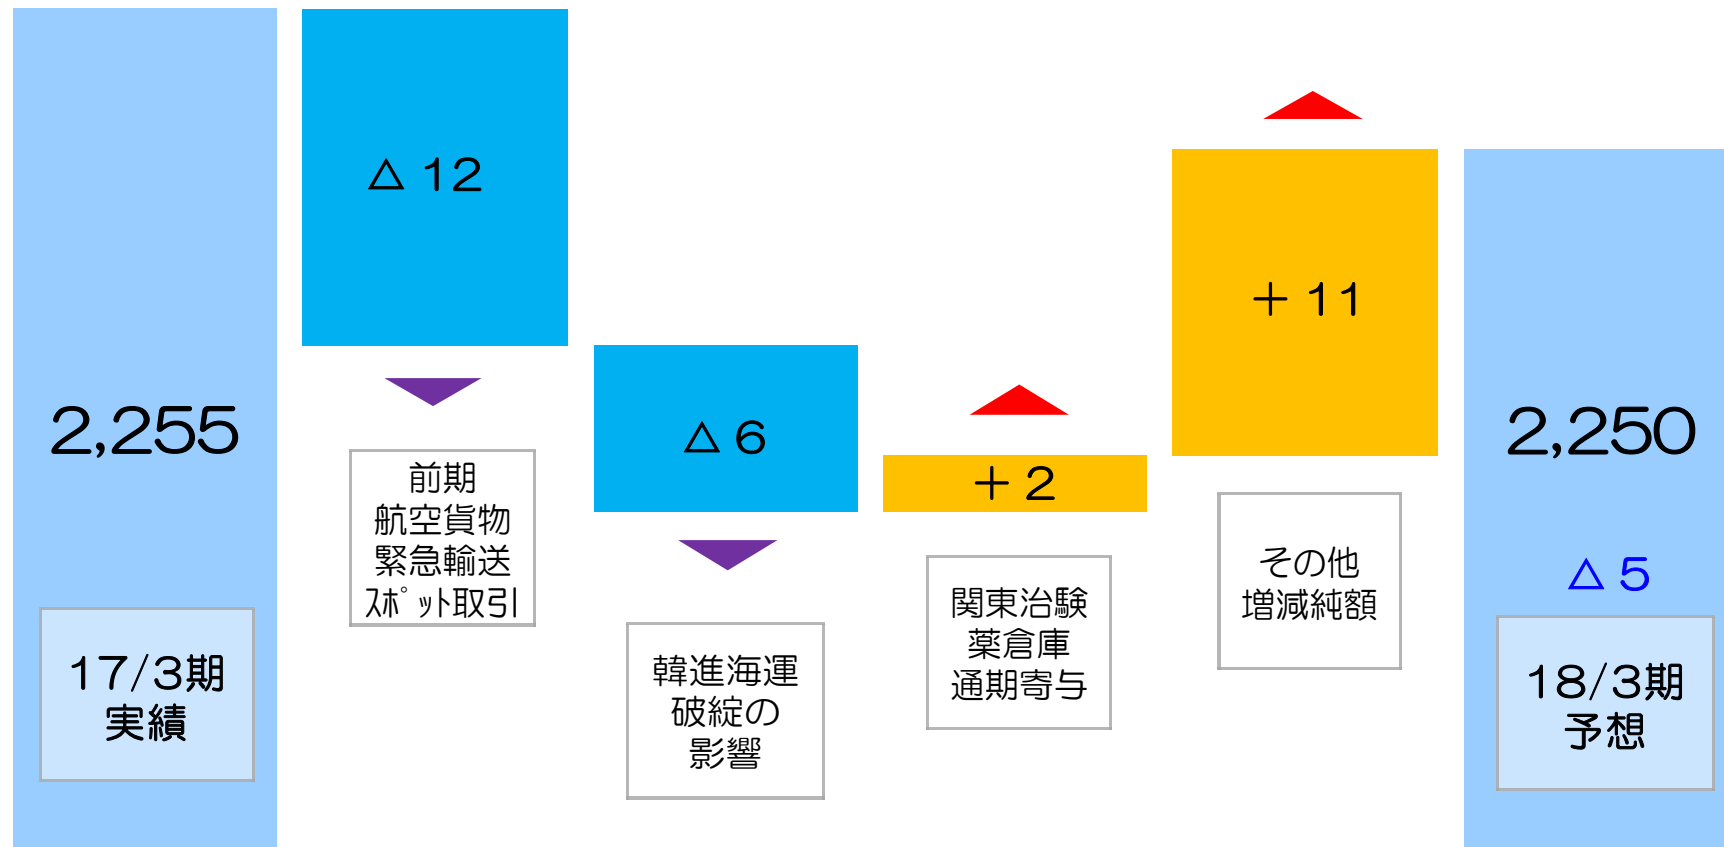 2,255
17/3期
実績
△ 12
前期
航空貨物
緊急輸送
ｽﾎﾟｯﾄ取引
△ 6
韓進海運
破綻の
影響
＋ 2
関東治験
薬倉庫
通期寄与
＋ 11
その他
増減純額
2,250
△ 5
18/3期
予想